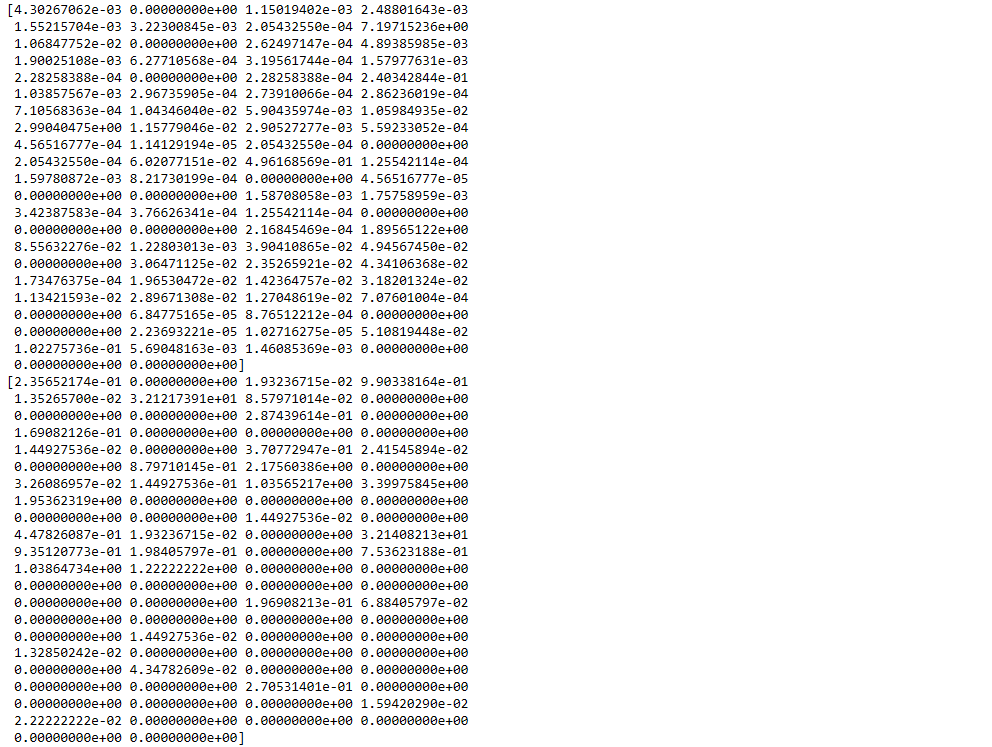 [4.30267062e-03 0.00000000e+00 1.15019402e-03 2.48801643e-03
1.55215704e-03 3.22300845e-03 2.05432550e-04 7.19715236e+00
1.06847752e-02 0.00000000e+00 2.62497147e-04 4.89385985e-03
1.90025108e-03 6.27710568e-04 3.19561744e-04 1.57977631e-03
2.28258388e-04 0.00000000e+00 2.28258388e-04 2.40342844e-01
1.03857567e-03 2.96735905e-04 2.73910066e-04 2.86236019e-04
7.10568363e-04 1.04346040e-02 5.90435974e-03 1.05984935e-02
2.99040475e+00 1.15779046e-02 2.90527277e-03 5.59233052e-04
4.56516777e-04 1.14129194e-05 2.05432550e-04 0.00000000e+00
2.05432550e-04 6.02077151e-02 4.96168569e-01 1.25542114e-04
1.59780872e-03 8.21730199e-04 0.00000000e+00 4.56516777e-05
0.00000000e+00 0.00000000e+00 1.58708058e-03 1.75758959e-03
3.42387583e-04 3.76626341e-04 1.25542114e-04 0.00000000e+00
0.00000000e+00 0.00000000e+00 2.16845469e-04 1.89565122e+00
8.55632276e-02 1.22803013e-03 3.90410865e-02 4.94567450e-02
0.00000000e+00 3.06471125e-02 2.35265921e-02 4.34106368e-02
1.73476375e-04 1.96530472e-02 1.42364757e-02 3.18201324e-02
1.13421593e-02 2.89671308e-02 1.27048619e-02 7.07601004e-04
0.00000000e+00 6.84775165e-05 8.76512212e-04 0.00000000e+00
0.00000000e+00 2.23693221e-05 1.02716275e-05 5.10819448e-02
1.02275736e-01 5.69048163e-03 1.46085369e-03 0.00000000e+00
0.00000000e+00 0.00000000e+00]
[2.35652174e-01 0.00000000e+00 1.93236715e-02 9.90338164e-01
1.35265700e-02 3.21217391e+01 8.57971014e-02 0.00000000e+00
0.00000000e+00 0.00000000e+00 2.87439614e-01 0.00000000e+00
1.69082126e-01 0.00000000e+00 0.00000000e+00 0.00000000e+00
1.44927536e-02 0.00000000e+00 3.70772947e-01 2.41545894e-02
0.00000000e+00 8.79710145e-01 2.17560386e+00 0.00000000e+00
3.26086957e-02 1.44927536e-01 1.03565217e+00 3.39975845e+00
1.95362319e+00 0.00000000e+00 0.00000000e+00 0.00000000e+00
0.00000000e+00 0.00000000e+00 1.44927536e-02 0.00000000e+00
4.47826087e-01 1.93236715e-02 0.00000000e+00 3.21408213e+01
9.35120773e-01 1.98405797e-01 0.00000000e+00 7.53623188e-01
1.03864734e+00 1.22222222e+00 0.00000000e+00 0.00000000e+00
0.00000000e+00 0.00000000e+00 0.00000000e+00 0.00000000e+00
0.00000000e+00 0.00000000e+00 1.96908213e-01 6.88405797e-02
0.00000000e+00 0.00000000e+00 0.00000000e+00 0.00000000e+00
0.00000000e+00 1.44927536e-02 0.00000000e+00 0.00000000e+00
1.32850242e-02 0.00000000e+00 0.00000000e+00 0.00000000e+00
0.00000000e+00 4.34782609e-02 0.00000000e+00 0.00000000e+00
0.00000000e+00 0.00000000e+00 2.70531401e-01 0.00000000e+00
0.00000000e+00 0.00000000e+00 0.00000000e+00 1.59420290e-02
2.22222222e-02 0.00000000e+00 0.00000000e+00 0.00000000e+00
0.00000000e+00 0.00000000e+00]